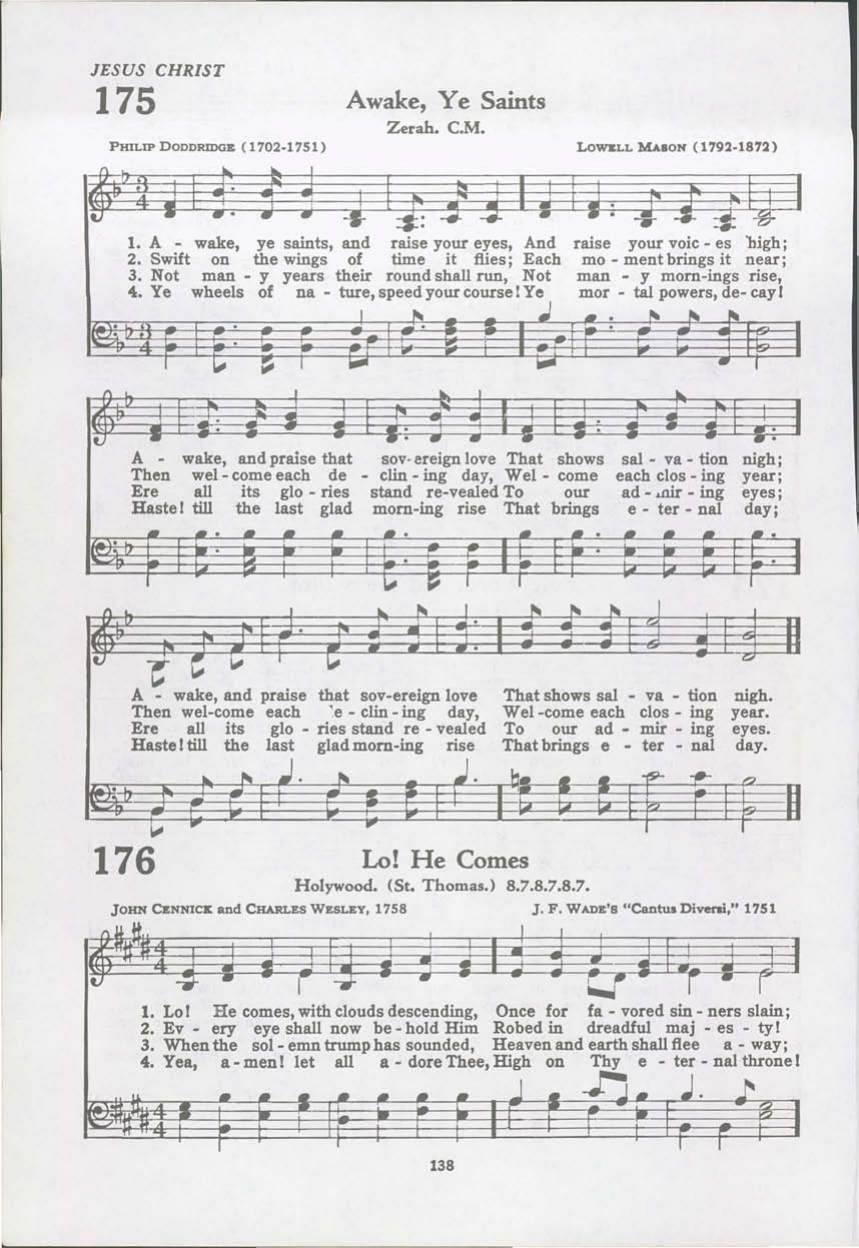 JESUS CHRIST
175 Awake, Ye Saints
Zerah. C.M.
PHILIP DODDRIDGE (1702-1751) LOWELL MASON (1792-1872)
3 4
1. A - wake, ye saints, and raise your eyes, And raise your voic - es high;
2. Swift on the wings of time it flies; Each mo - ment brings it near;
3. Not man - y years their round shall run, Not man - y morn-ings rise,
4. Ye wheels of na - ture, speed your course! Ye mor - tal powers, de- cay!
3 4
A - wake, and praise that sov- ereign love That shows sal - va - tion nigh;
Then wel - come each de - clin - ing day, Wel - come each clos - ing year;
Ere all its glo - ries stand re-vealed To our ad - mir - ing eyes;
Haste! till the last glad morn-ing rise That brings e - ter - nal day;
A - wake, and praise that sov-ereign love That shows sal - va - tion nigh.
Then wel-come each e - clin - ing day, Wel -come each clos - ing year.
Ere all its glo - ries stand re - vealed To our ad - mir - ing eyes.
Haste! till the last glad morn-ing rise That brings e - ter - nal day.
176 Lo! He Comes
Holywood. (St. Thomas.) 8.7.8.7.8.7.
JOHN CENNICK and CHARLES WESLEY, 1758 J. F. WADE'S "Cantus Diversi," 1751
4 4
1. Lo! He comes, with clouds descending, Once for fa - vored sin - ners slain;
2. Ev - ery eye shall now be - hold Him Robed in dreadful maj - es - ty!
3. When the sol - emn trump has sounded, Heaven and earth shall flee a - way;
4. Yea, a - men! let all a - dore Thee, High on Thy e - ter - nal throne!
4 4
138